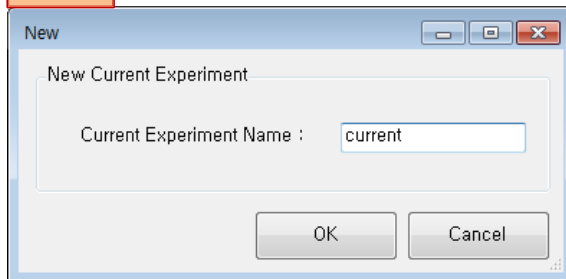 New
New Current Experiment
Current Experiment Name :
current
OK
Cancel